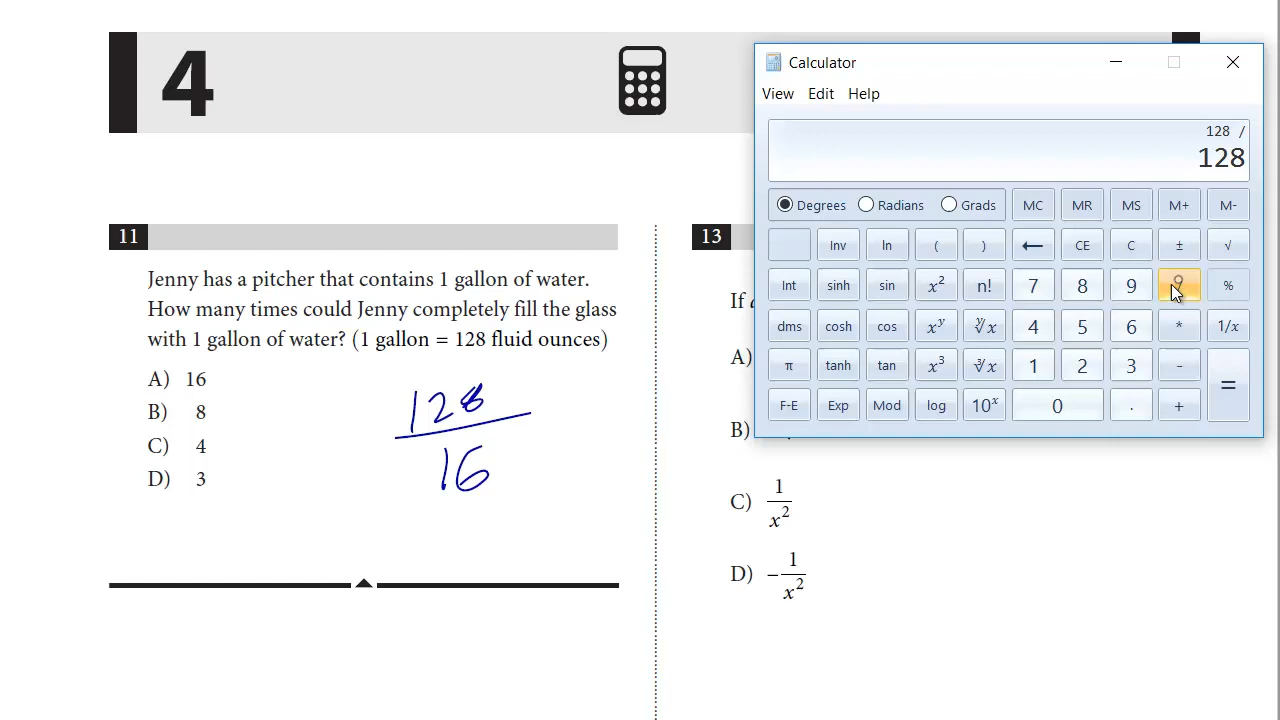 4
Calculator
View Edit Help
128 /
128
Degrees Radians Grads MC MR MS M+ M-
Inv ln ( ) ← CE C ± √
Int sinh sin x² n! 7 8 9 %
dms cosh cos xʸ ʸ√x 4 5 6 * 1/x
π tanh tan x³ ³√x 1 2 3 - =
F-E Exp Mod log 10ˣ 0 . +
11
Jenny has a pitcher that contains 1 gallon of water.
How many times could Jenny completely fill the glass
with 1 gallon of water? (1 gallon = 128 fluid ounces)
A) 16
B) 8
C) 4
D) 3
128
16
13
If
A)
B)
C) 1/x²
D) −1/x²